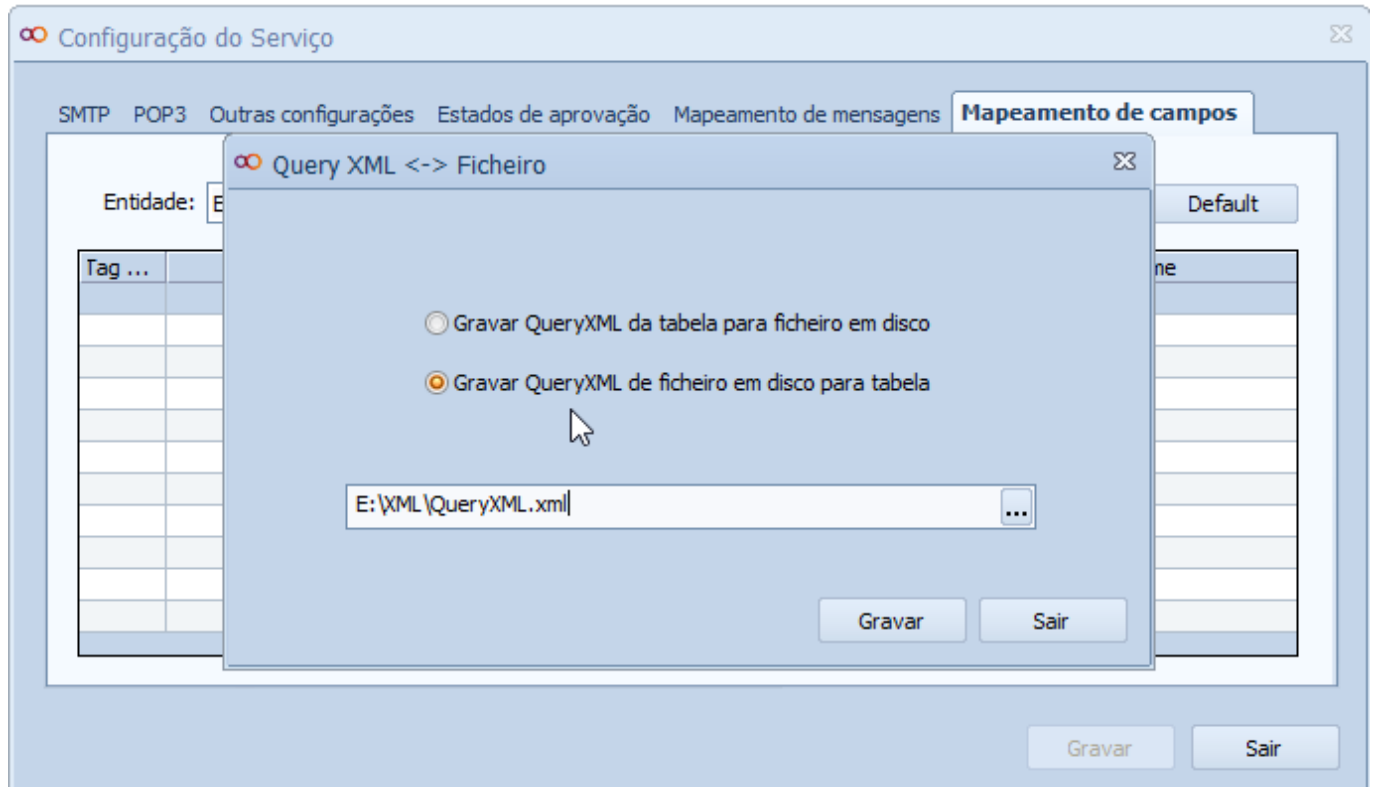 Configuração do Serviço
SMTP POP3 Outras configurações Estados de aprovação Mapeamento de mensagens Mapeamento de campos
Query XML <-> Ficheiro
Entidade: E
Default
Tag ...
me
Gravar QueryXML da tabela para ficheiro em disco
Gravar QueryXML de ficheiro em disco para tabela
E:\XML\QueryXML.xml
...
Gravar Sair
Gravar Sair